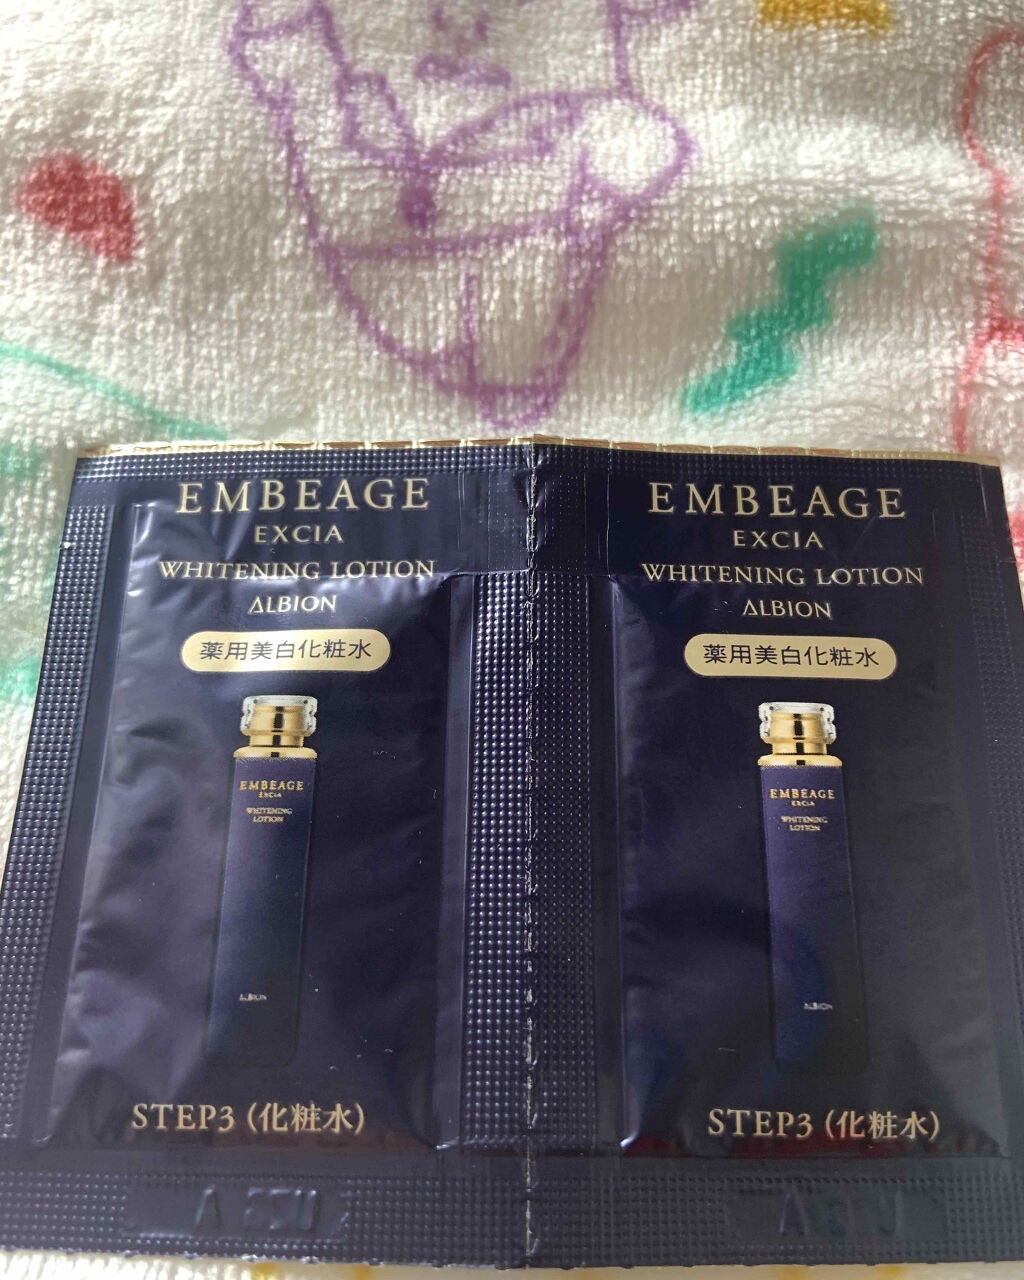 EMBEAGE
EXCIA
WHITENING LOTION
ALBION
薬用美白化粧水
EMBEAGE
EXCIA
WHITENING
LOTION
ALBION
STEP3 (化粧水)
EMBEAGE
EXCIA
WHITENING LOTION
ALBION
薬用美白化粧水
EMBEAGE
EXCIA
WHITENING
LOTION
ALBION
STEP3 (化粧水)